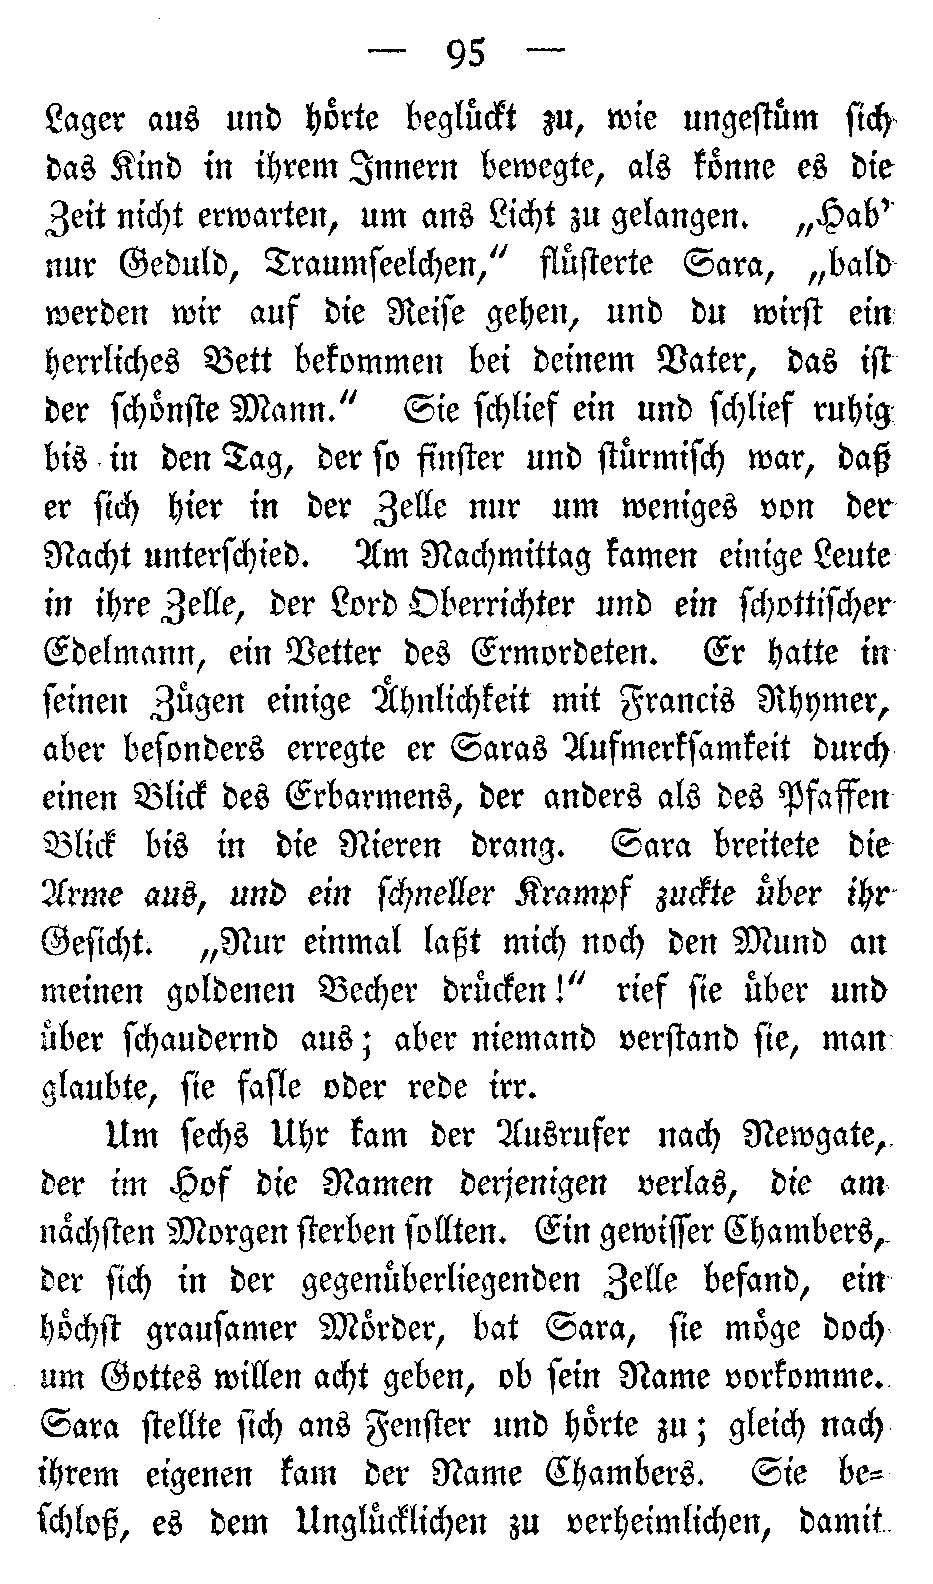 — 95 —
Lager aus und hörte beglückt zu, wie ungestüm sich
das Kind in ihrem Innern bewegte, als könne es die
Zeit nicht erwarten, um ans Licht zu gelangen. „Hab’
nur Geduld, Traumseelchen,“ flüsterte Sara, „bald
werden wir auf die Reise gehen, und du wirst ein
herrliches Bett bekommen bei deinem Vater, das ist
der schönste Mann.“ Sie schlief ein und schlief ruhig
bis in den Tag, der so finster und stürmisch war, daß
er sich hier in der Zelle nur um weniges von der
Nacht unterschied. Am Nachmittag kamen einige Leute
in ihre Zelle, der Lord Oberrichter und ein schottischer
Edelmann, ein Vetter des Ermordeten. Er hatte in
seinen Zügen einige Ähnlichkeit mit Francis Rhymer,
aber besonders erregte er Saras Aufmerksamkeit durch
einen Blick des Erbarmens, der anders als des Pfaffen
Blick bis in die Nieren drang. Sara breitete die
Arme aus, und ein schneller Krampf zuckte über ihr
Gesicht. „Nur einmal laßt mich noch den Mund an
meinen goldenen Becher drücken!“ rief sie über und
über schaudernd aus; aber niemand verstand sie, man
glaubte, sie fasle oder rede irr.
Um sechs Uhr kam der Ausrufer nach Newgate,
der im Hof die Namen derjenigen verlas, die am
nächsten Morgen sterben sollten. Ein gewisser Chambers,
der sich in der gegenüberliegenden Zelle befand, ein
höchst grausamer Mörder, bat Sara, sie möge doch
um Gottes willen acht geben, ob sein Name vorkomme.
Sara stellte sich ans Fenster und hörte zu; gleich nach
ihrem eigenen kam der Name Chambers. Sie be-
schloß, es dem Unglücklichen zu verheimlichen, damit